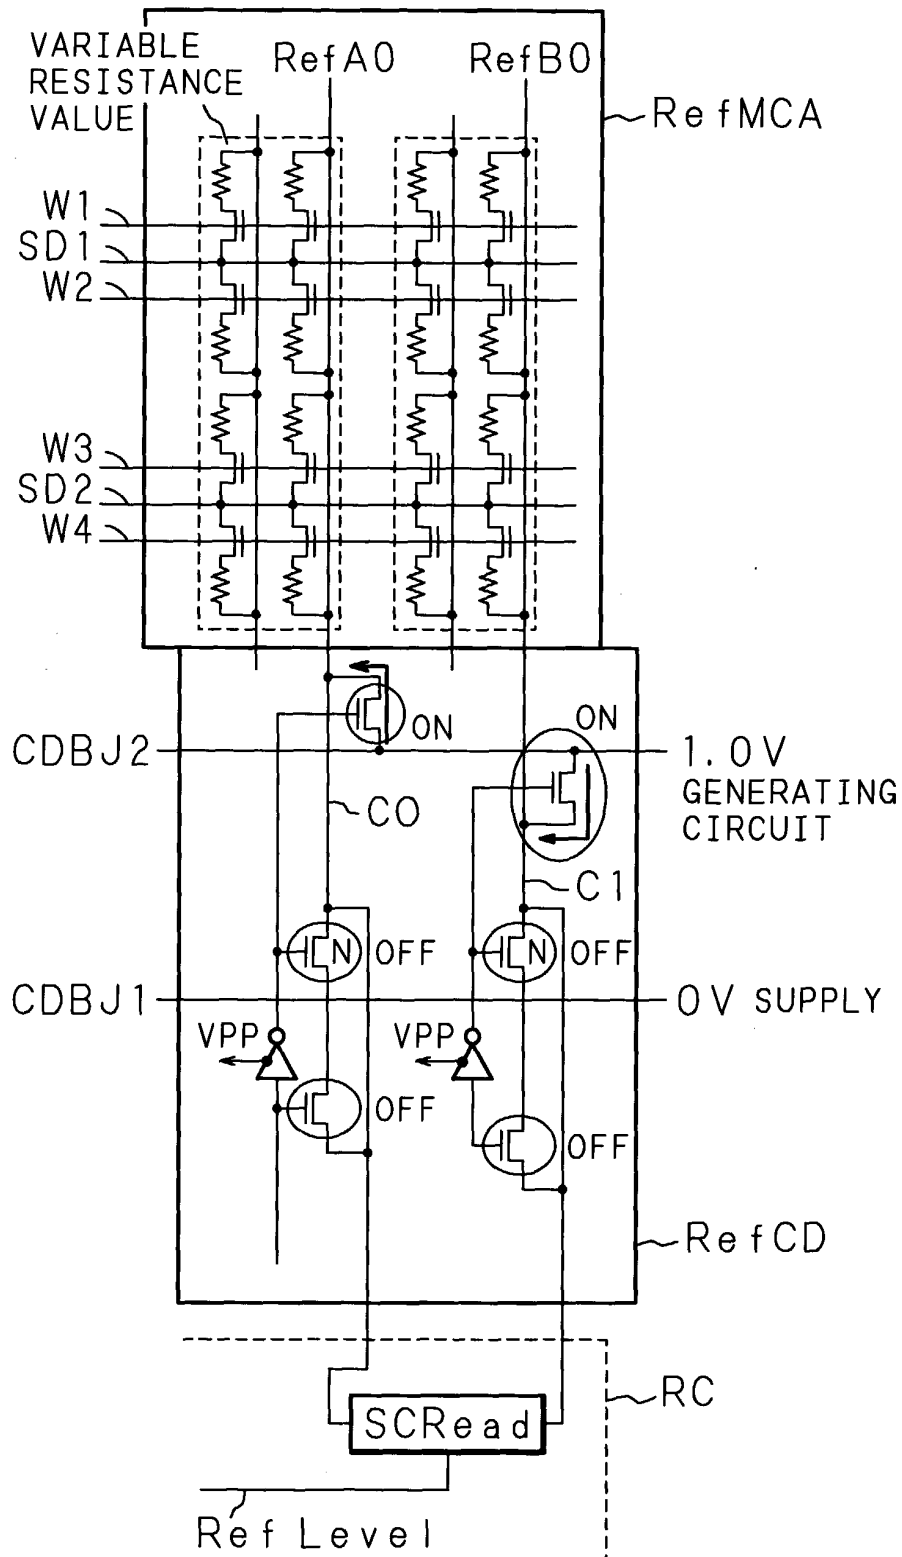 VARIABLE
RESISTANCE
VALUE
RefA0
RefB0
RefMCA
W1
SD1
W2
W3
SD2
W4
ON
ON
CDBJ2
1.0V
GENERATING
CIRCUIT
C0
C1
N
OFF
N
OFF
CDBJ1
0V SUPPLY
VPP
VPP
OFF
OFF
RefCD
RC
SCRead
Ref Level